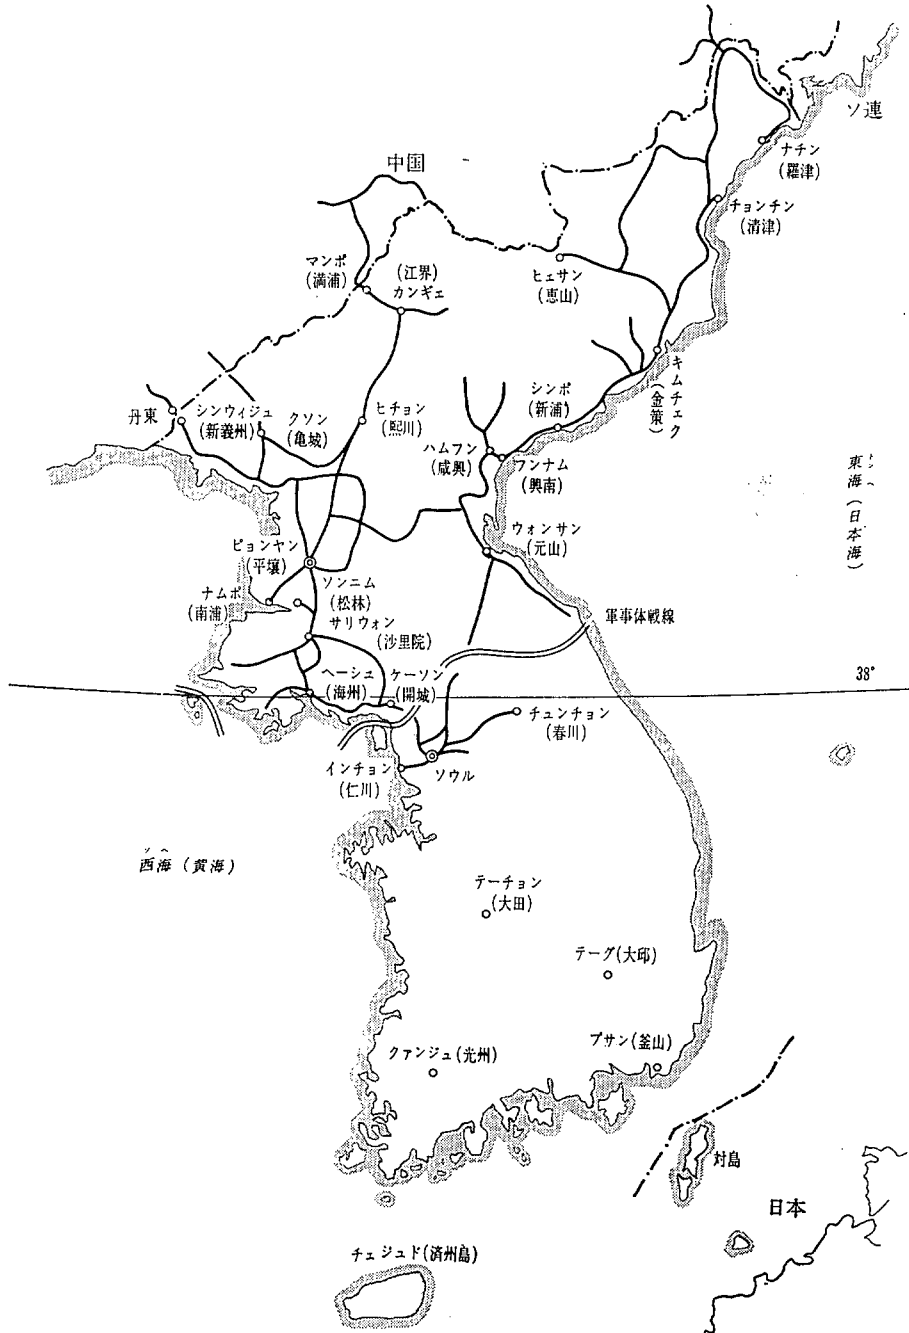 ソ連
ナチン
(羅津)
中国
チョンチン
(清津)
マンポ
(満浦)
(江界)
カンギェ
ヒェサン
(恵山)
キムチェク
(金策)
シンポ
(新浦)
丹東
シンウィジュ
(新義州)
クソン
(亀城)
ヒチョン
(熙川)
ハムフン
(咸興)
フンナム
(興南)
トンヘ
東海(日本海)
ウォンサン
(元山)
ピョンヤン
(平壌)
ソンニム
(松林)
ナムポ
(南浦)
サリウォン
(沙里院)
軍事休戦線
ヘーシュ
(海州)
ケーソン
(開城)
38°
チュンチョン
(春川)
インチョン
(仁川)
ソウル
ソヘ
西海(黄海)
テーチョン
(大田)
テーグ(大邱)
プサン(釜山)
クァンジュ(光州)
対島
日本
チェジュド(済州島)